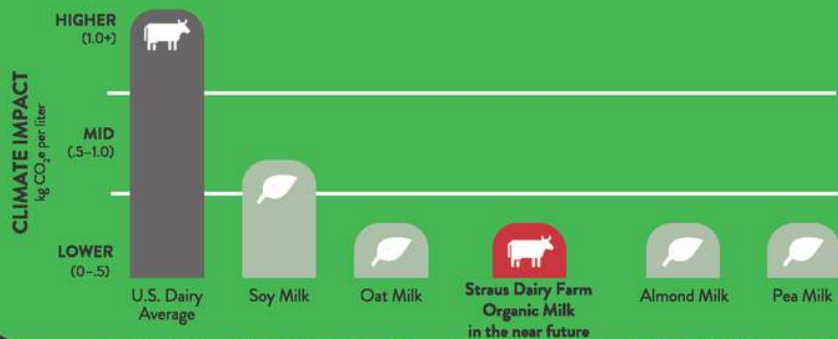 HIGHER
(1.0+)
CLIMATE IMPACT
kg CO₂e per liter
MID
(.5–1.0)
LOWER
(0–.5)
U.S. Dairy
Average
Soy Milk
Oat Milk
Straus Dairy Farm
Organic Milk
in the near future
Almond Milk
Pea Milk